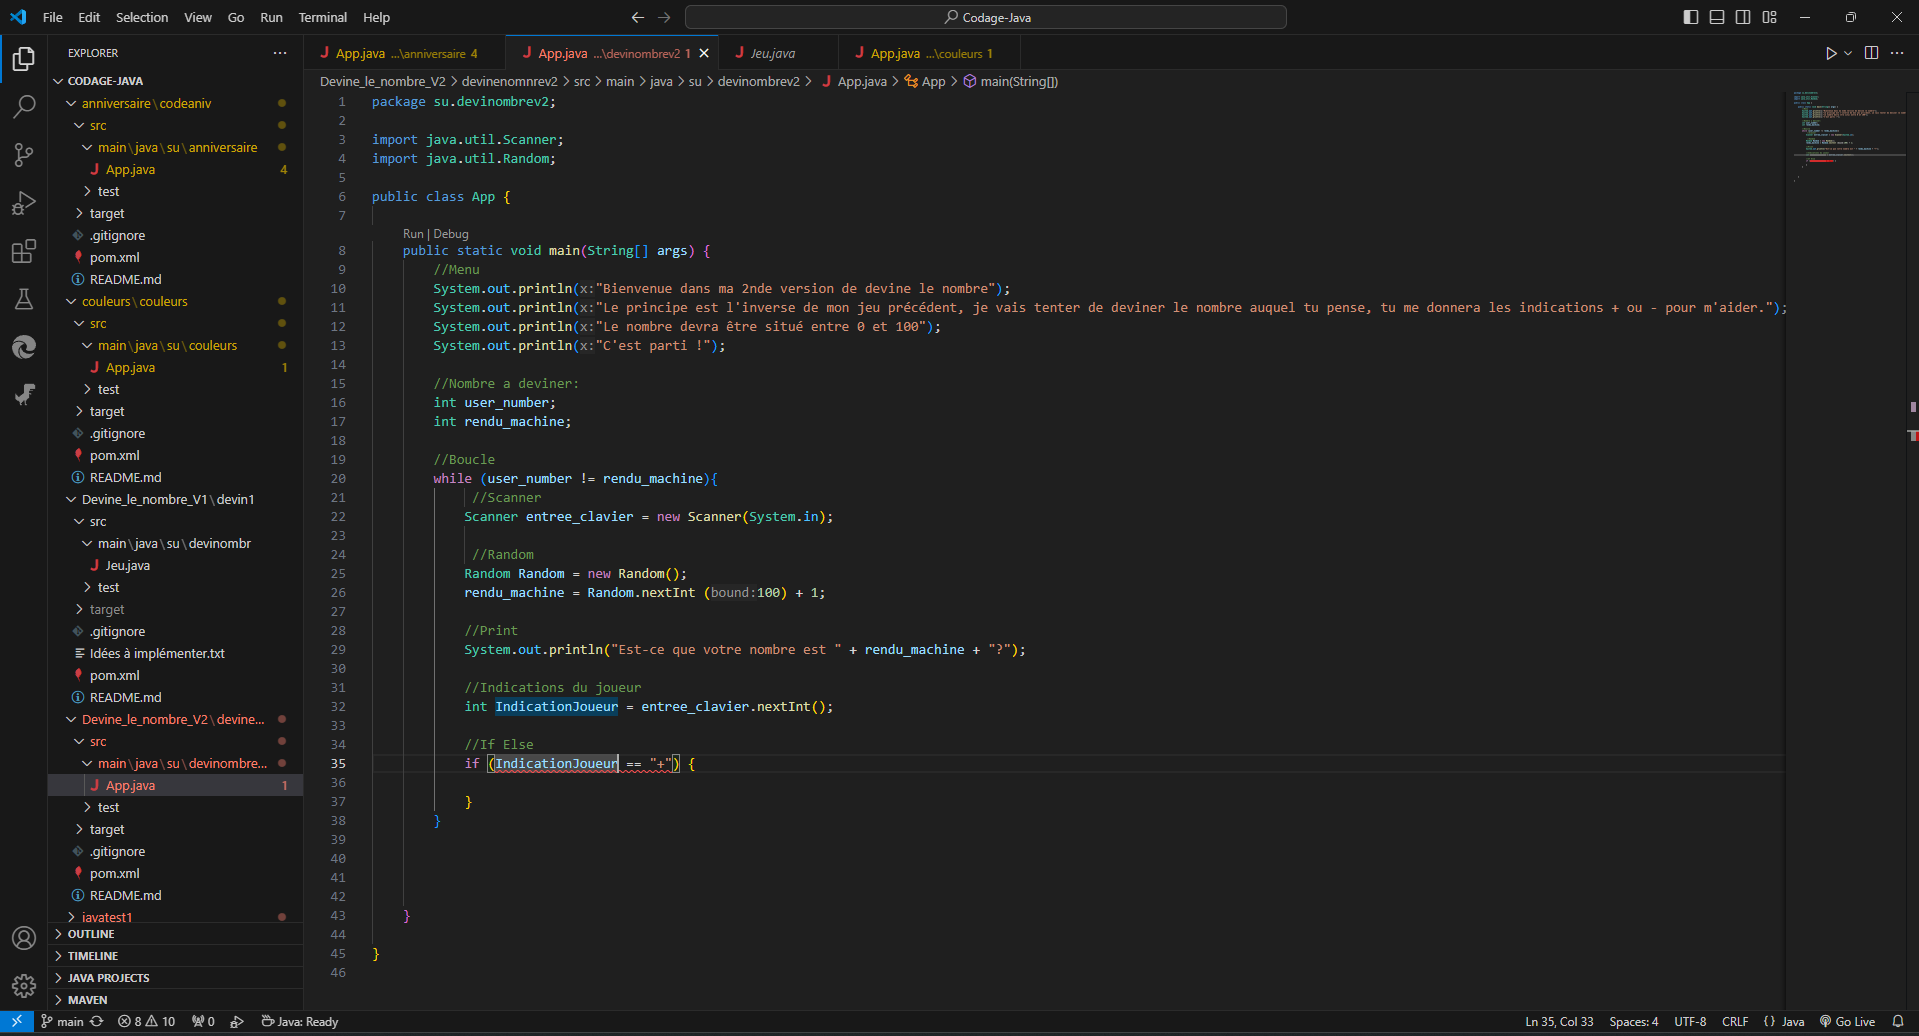 File Edit Selection View Go Run Terminal Help
Codage-Java
EXPLORER
CODAGE-JAVA
anniversaire\codeaniv
src
main\java\su\anniversaire
App.java 4
test
target
.gitignore
pom.xml
README.md
couleurs\couleurs
src
main\java\su\couleurs
App.java 1
test
target
.gitignore
pom.xml
README.md
Devine_le_nombre_V1\devin1
src
main\java\su\devinombr
Jeu.java
test
target
.gitignore
Idées à implémenter.txt
pom.xml
README.md
Devine_le_nombre_V2\devine...
src
main\java\su\devinombre...
App.java 1
test
target
.gitignore
pom.xml
README.md
javatest1
OUTLINE
TIMELINE
JAVA PROJECTS
MAVEN
App.java ...\anniversaire 4
App.java ...\devinombrev2 1
Jeu.java
App.java ...\couleurs 1
Devine_le_nombre_V2 > devinenomnrev2 > src > main > java > su > devinombrev2 > App.java > App > main(String[])
1 package su.devinombrev2;
2
3 import java.util.Scanner;
4 import java.util.Random;
5
6 public class App {
7
Run | Debug
8 public static void main(String[] args) {
9 //Menu
10 System.out.println(x:"Bienvenue dans ma 2nde version de devine le nombre");
11 System.out.println(x:"Le principe est l'inverse de mon jeu précédent, je vais tenter de deviner le nombre auquel tu pense, tu me donnera les indications + ou - pour m'aider.");
12 System.out.println(x:"Le nombre devra être situé entre 0 et 100");
13 System.out.println(x:"C'est parti !");
14
15 //Nombre a deviner:
16 int user_number;
17 int rendu_machine;
18
19 //Boucle
20 while (user_number != rendu_machine){
21 //Scanner
22 Scanner entree_clavier = new Scanner(System.in);
23
24 //Random
25 Random Random = new Random();
26 rendu_machine = Random.nextInt (bound:100) + 1;
27
28 //Print
29 System.out.println("Est-ce que votre nombre est " + rendu_machine + "?");
30
31 //Indications du joueur
32 int IndicationJoueur = entree_clavier.nextInt();
33
34 //If Else
35 if (IndicationJoueur == "+") {
36
37 }
38 }
39
40
41
42
43 }
44
45 }
46
main 8 10 0 Java: Ready
Ln 35, Col 33 Spaces: 4 UTF-8 CRLF {} Java Go Live